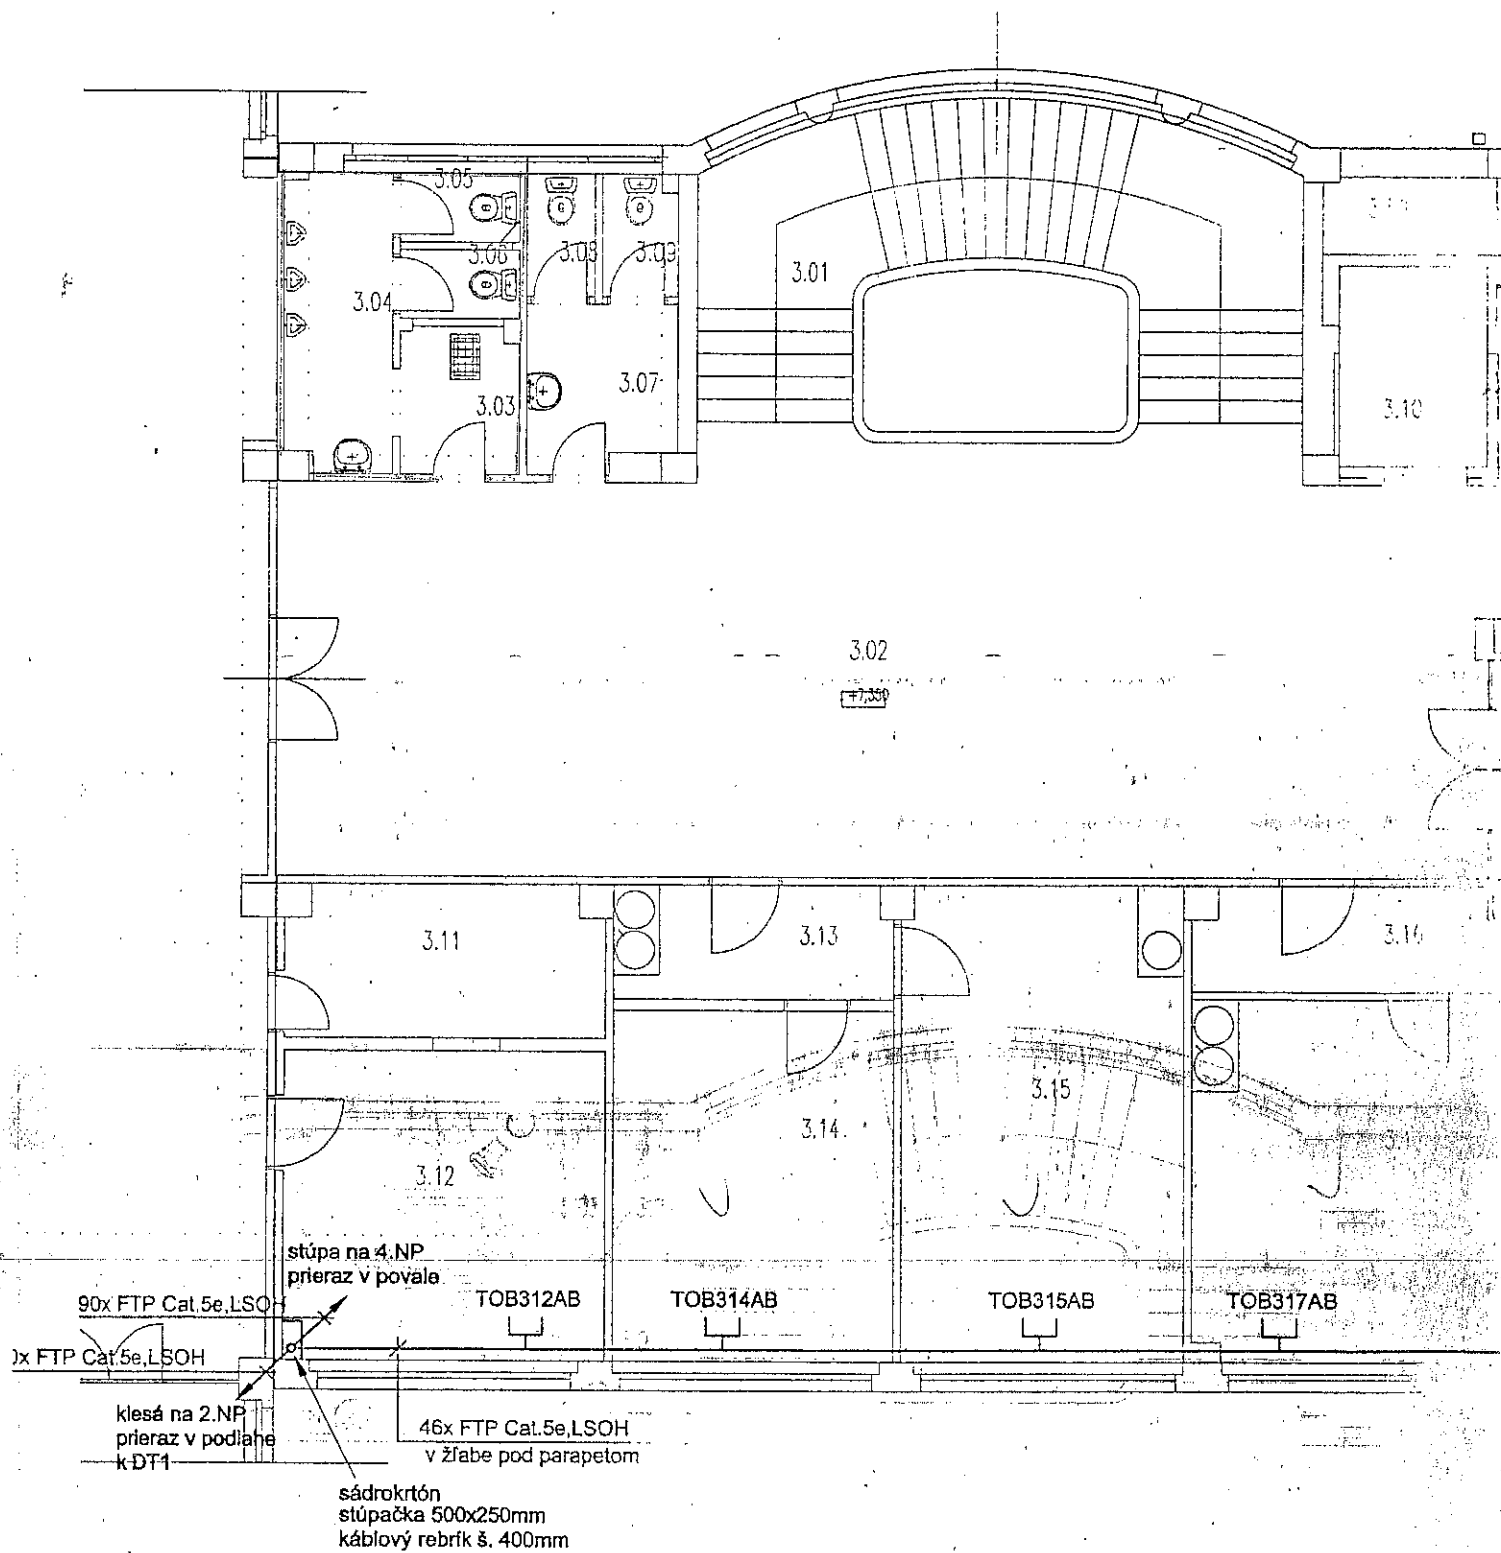 3.05
3.06
3.08
3.09
3.01
3.04
3.07
3.03
3.10
3.02
+7,350
3.11
3.13
3.16
3.15
3.14
3.12
stúpa na 4.NP
prieraz v povale
90x FTP Cat.5e,LSOH
TOB312AB
TOB314AB
TOB315AB
TOB317AB
x FTP Cat.5e,LSOH
klesá na 2.NP
prieraz v podlahe
k DT1
46x FTP Cat.5e,LSOH
v žľabe pod parapetom
sádrokrtón
stúpačka 500x250mm
káblový rebrík š. 400mm